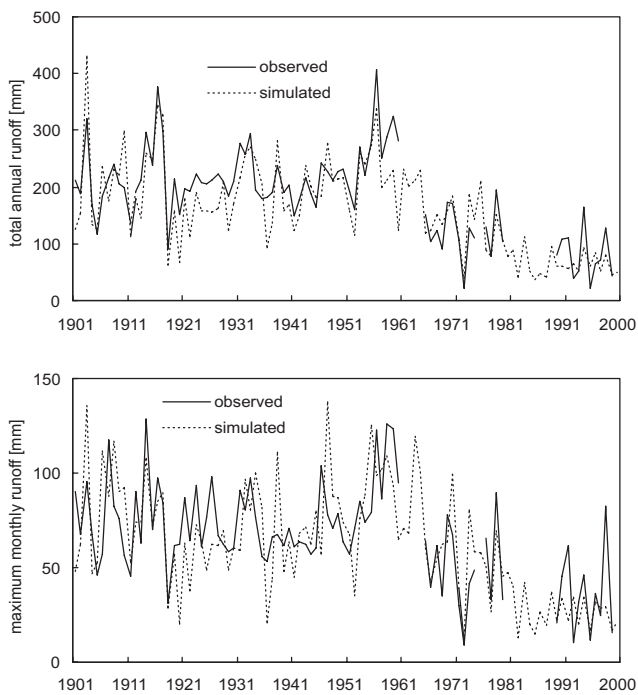 500
400
300
200
100
0
total annual runoff [mm]
observed
simulated
1901 1911 1921 1931 1941 1951 1961 1971 1981 1991 2000
150
100
50
0
maximum monthly runoff [mm]
observed
simulated
1901 1911 1921 1931 1941 1951 1961 1971 1981 1991 2000